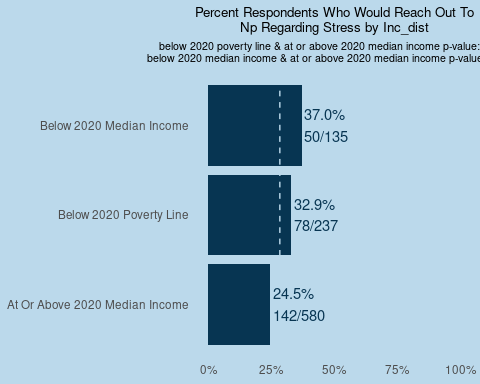 Percent Respondents Who Would Reach Out To
Np Regarding Stress by Inc_dist
below 2020 poverty line & at or above 2020 median income p-value:
below 2020 median income & at or above 2020 median income p-value
Below 2020 Median Income
37.0%
50/135
Below 2020 Poverty Line
32.9%
78/237
At Or Above 2020 Median Income
24.5%
142/580
0% 25% 50% 75% 100%